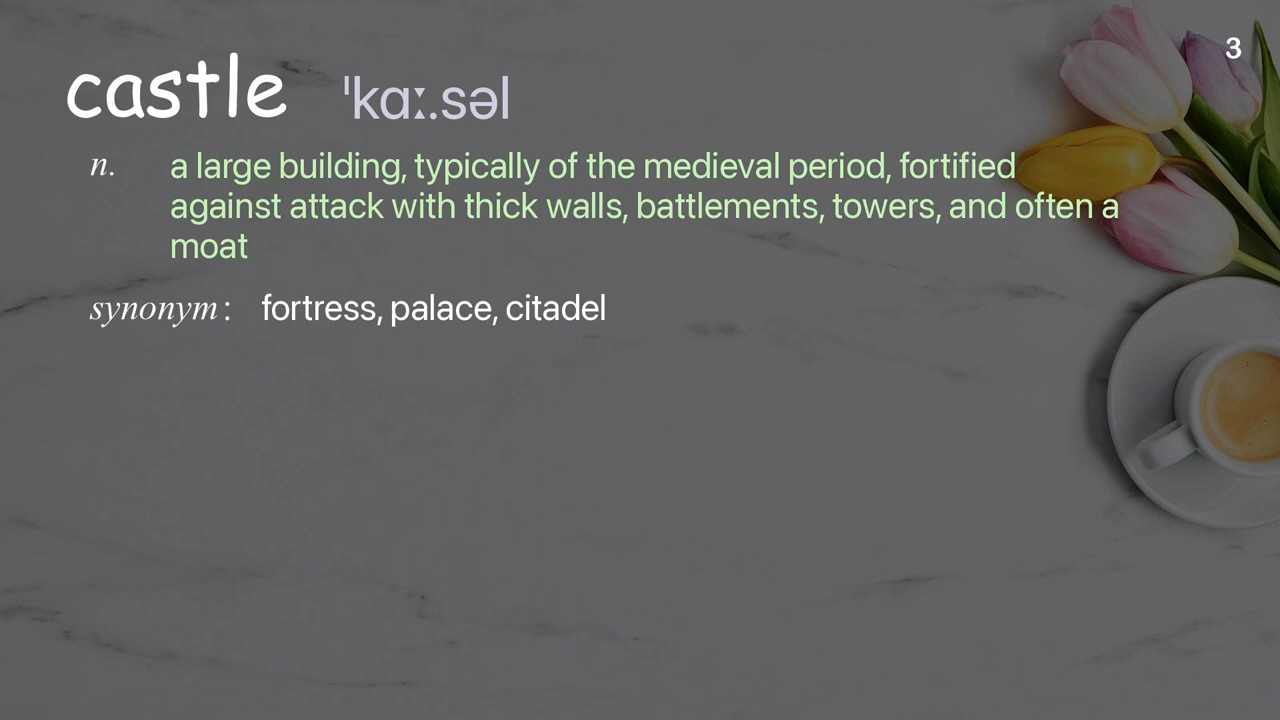 3
castle ˈkɑː.səl
n. a large building, typically of the medieval period, fortified
against attack with thick walls, battlements, towers, and often a
moat
synonym: fortress, palace, citadel